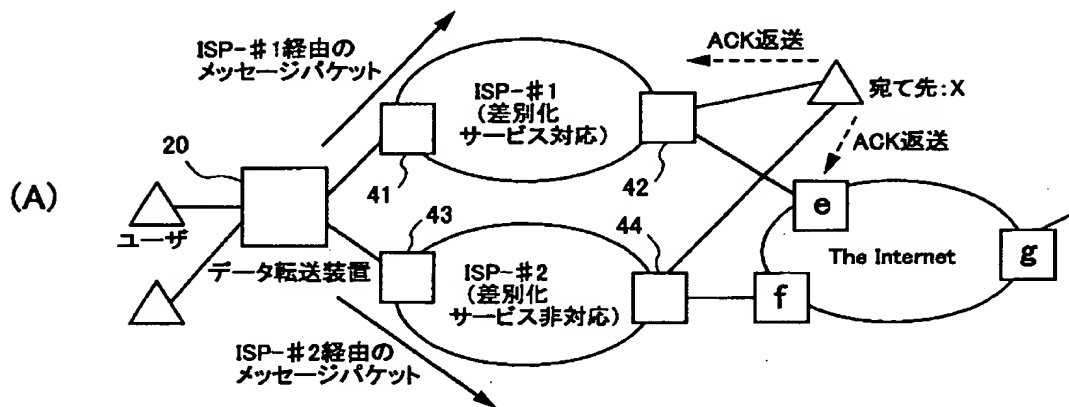 (A)
ISP-#1経由の
メッセージパケット
ISP-#1
(差別化
サービス対応)
ACK返送
宛て先:X
ACK返送
20
41
42
ユーザ
データ転送装置
43
44
ISP-#2
(差別化
サービス非対応)
e
The Internet
f
g
ISP-#2経由の
メッセージパケット